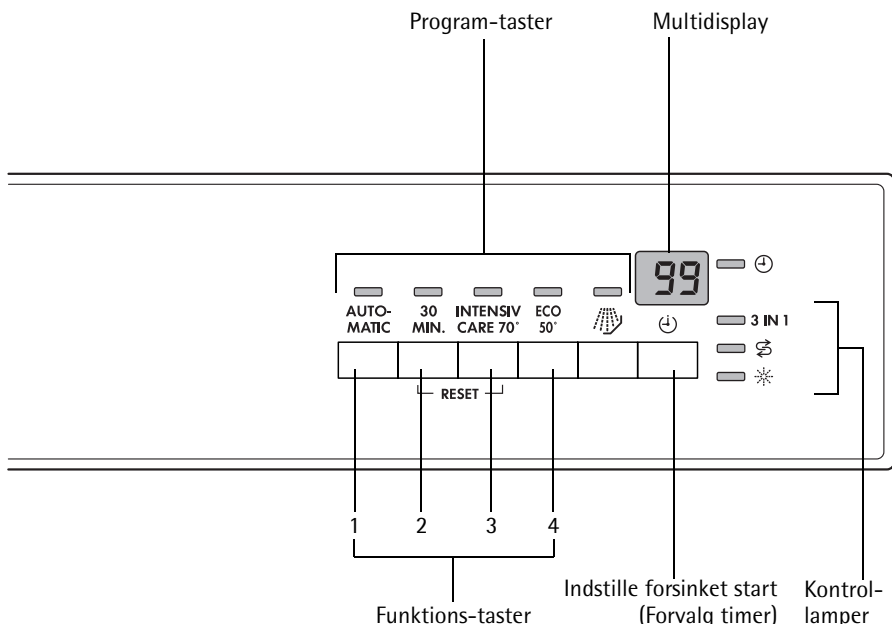 Program-taster
Multidisplay
99
AUTO-
MATIC
30
MIN.
INTENSIV
CARE 70°
ECO
50°
3 IN 1
RESET
1
2
3
4
Funktions-taster
Indstille forsinket start
(Forvalg timer)
Kontrol-
lamper